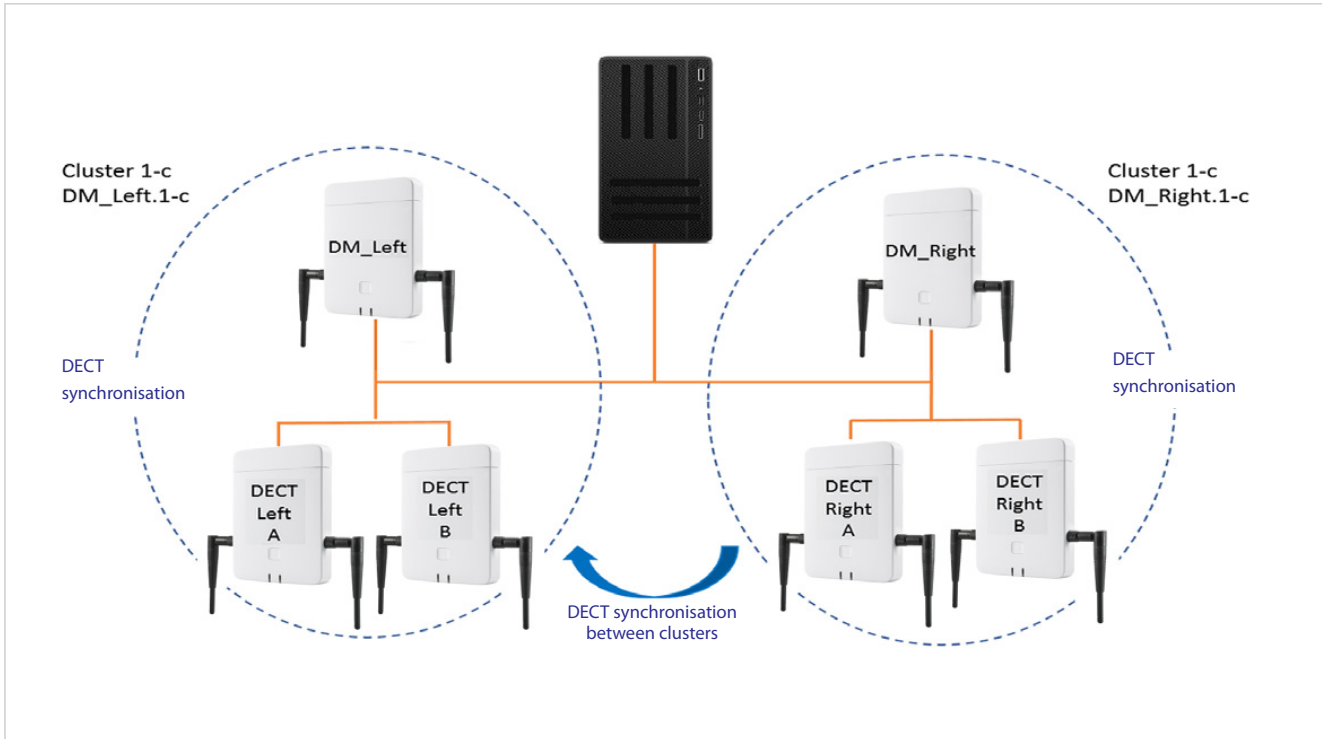 Cluster 1-c
DM_Left.1-c
Cluster 1-c
DM_Right.1-c
DM_Left
DM_Right
DECT
synchronisation
DECT
synchronisation
DECT
Left
A
DECT
Left
B
DECT
Right
A
DECT
Right
B
DECT synchronisation
between clusters